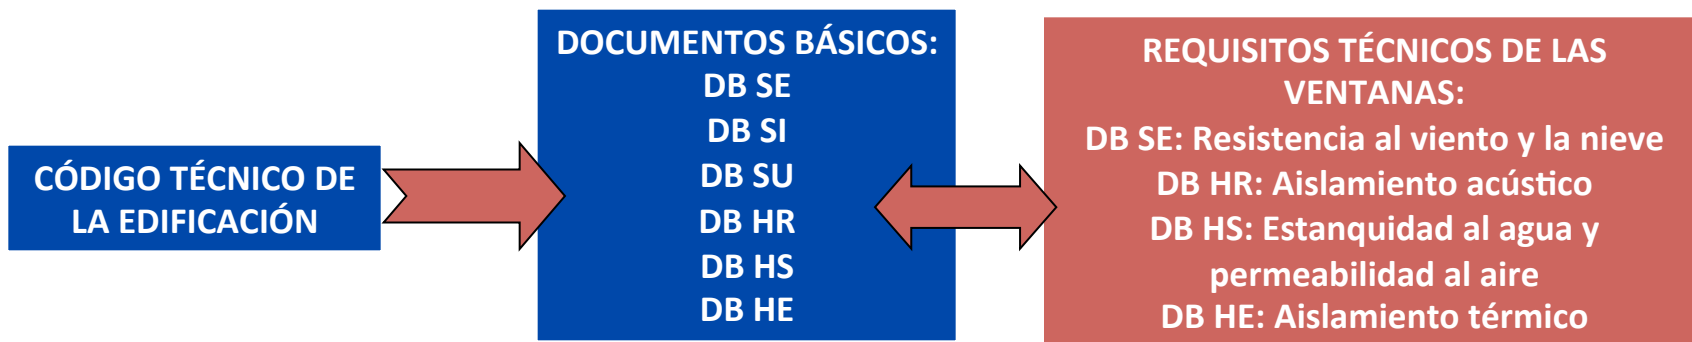 CÓDIGO TÉCNICO DE
LA EDIFICACIÓN
DOCUMENTOS BÁSICOS:
DB SE
DB SI
DB SU
DB HR
DB HS
DB HE
REQUISITOS TÉCNICOS DE LAS
VENTANAS:
DB SE: Resistencia al viento y la nieve
DB HR: Aislamiento acústico
DB HS: Estanquidad al agua y
permeabilidad al aire
DB HE: Aislamiento térmico